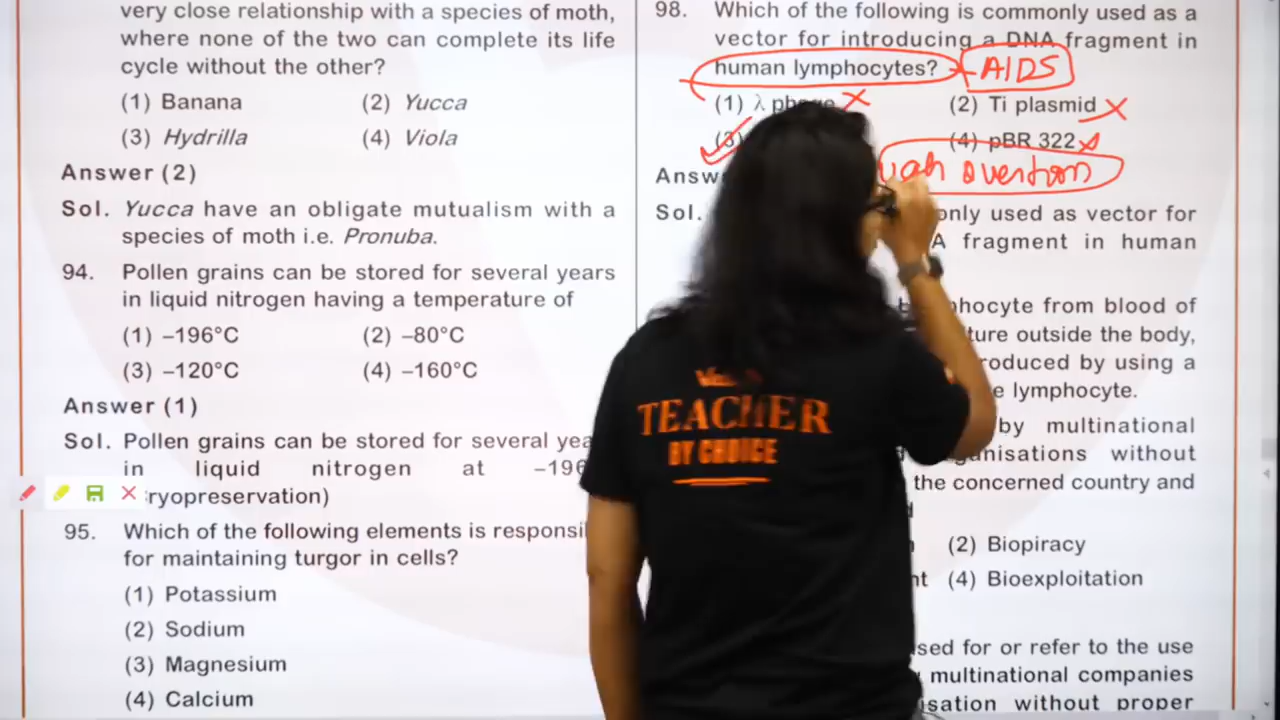 very close relationship with a species of moth,
where none of the two can complete its life
cycle without the other?
(1) Banana
(2) Yucca
(3) Hydrilla
(4) Viola
Answer (2)
Sol. Yucca have an obligate mutualism with a
species of moth i.e. Pronuba.
94. Pollen grains can be stored for several years
in liquid nitrogen having a temperature of
(1) –196°C
(2) –80°C
(3) –120°C
(4) –160°C
Answer (1)
Sol. Pollen grains can be stored for several yea
in liquid nitrogen at –196
ryopreservation)
95. Which of the following elements is responsi
for maintaining turgor in cells?
(1) Potassium
(2) Sodium
(3) Magnesium
(4) Calcium
98. Which of the following is commonly used as a
vector for introducing a DNA fragment in
human lymphocytes? AIDS
(1) λ phage
(2) Ti plasmid
(3)
(4) pBR 322
Answ
Sol. only used as vector for
A fragment in human
phocyte from blood of
ture outside the body,
roduced by using a
e lymphocyte.
by multinational
ganisations without
the concerned country and
(2) Biopiracy
nt (4) Bioexploitation
sed for or refer to the use
multinational companies
isation without proper
TEACHER
BY CHOICE